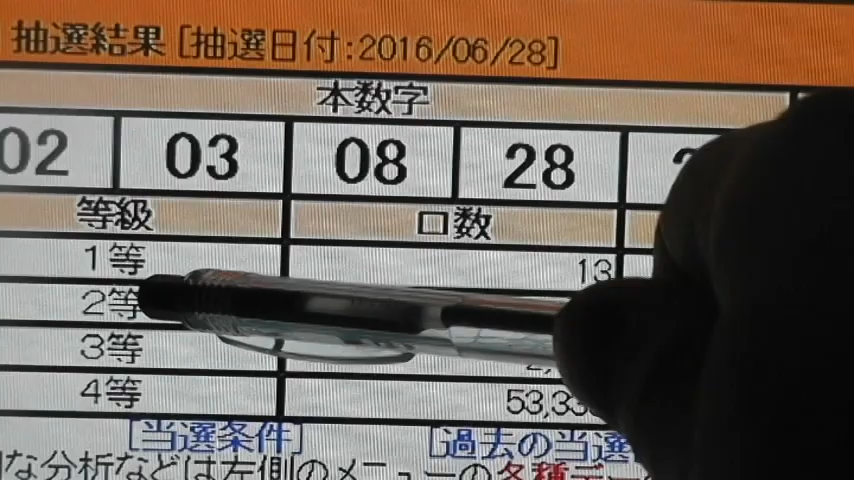 抽選結果 [抽選日付:2016/06/28]
本数字
02 03 08 28
等級 口数
1等 13
2等
3等
4等 53,33
[当選条件] [過去の当選
な分析などは左側のメニューの各種デー